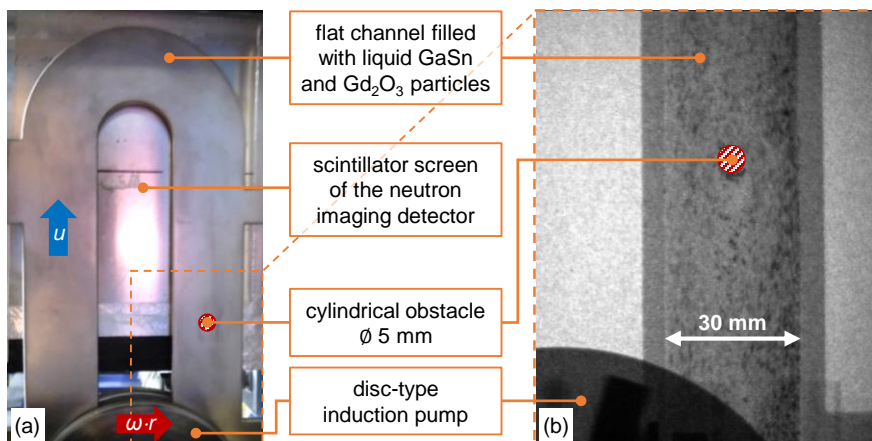 flat channel filled
with liquid GaSn
and Gd₂O₃ particles
scintillator screen
of the neutron
imaging detector
u
cylindrical obstacle
Ø 5 mm
30 mm
disc-type
induction pump
(a)
ω·r
(b)